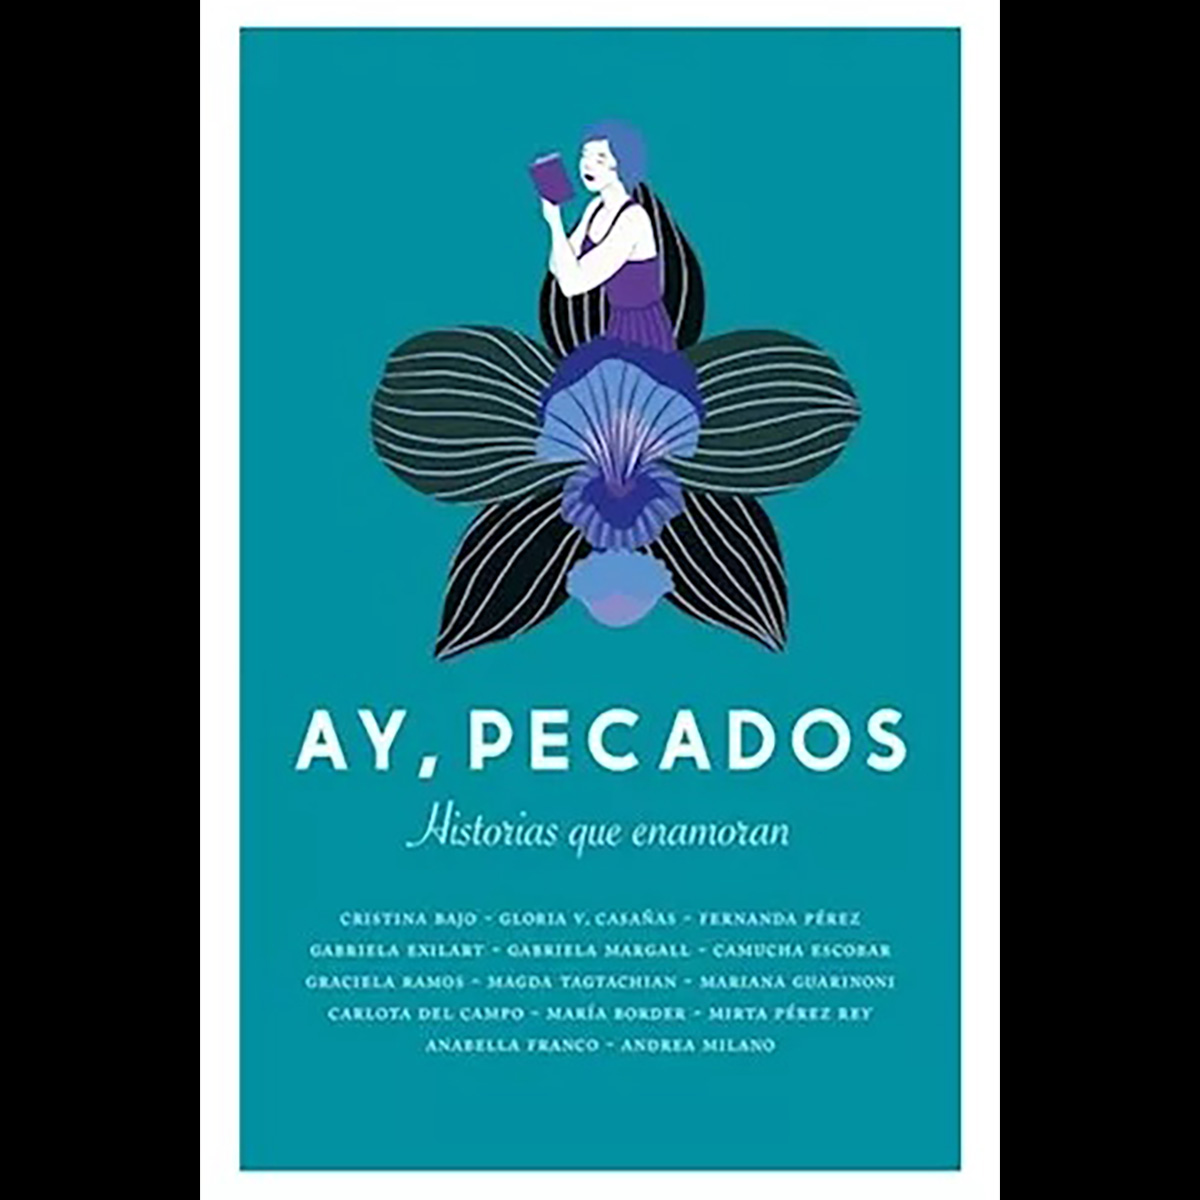 AY, PECADOS
Historias que enamoran
CRISTINA BAJO - GLORIA V. CASAÑAS - FERNANDA PÉREZ
GABRIELA EXILART - GABRIELA MARGALL - CAMUCHA ESCOBAR
GRACIELA RAMOS - MAGDA TAGTACHIAN - MARIANA GUARINONI
CARLOTA DEL CAMPO - MARÍA BORDER - MIRTA PÉREZ REY
ANABELLA FRANCO - ANDREA MILANO